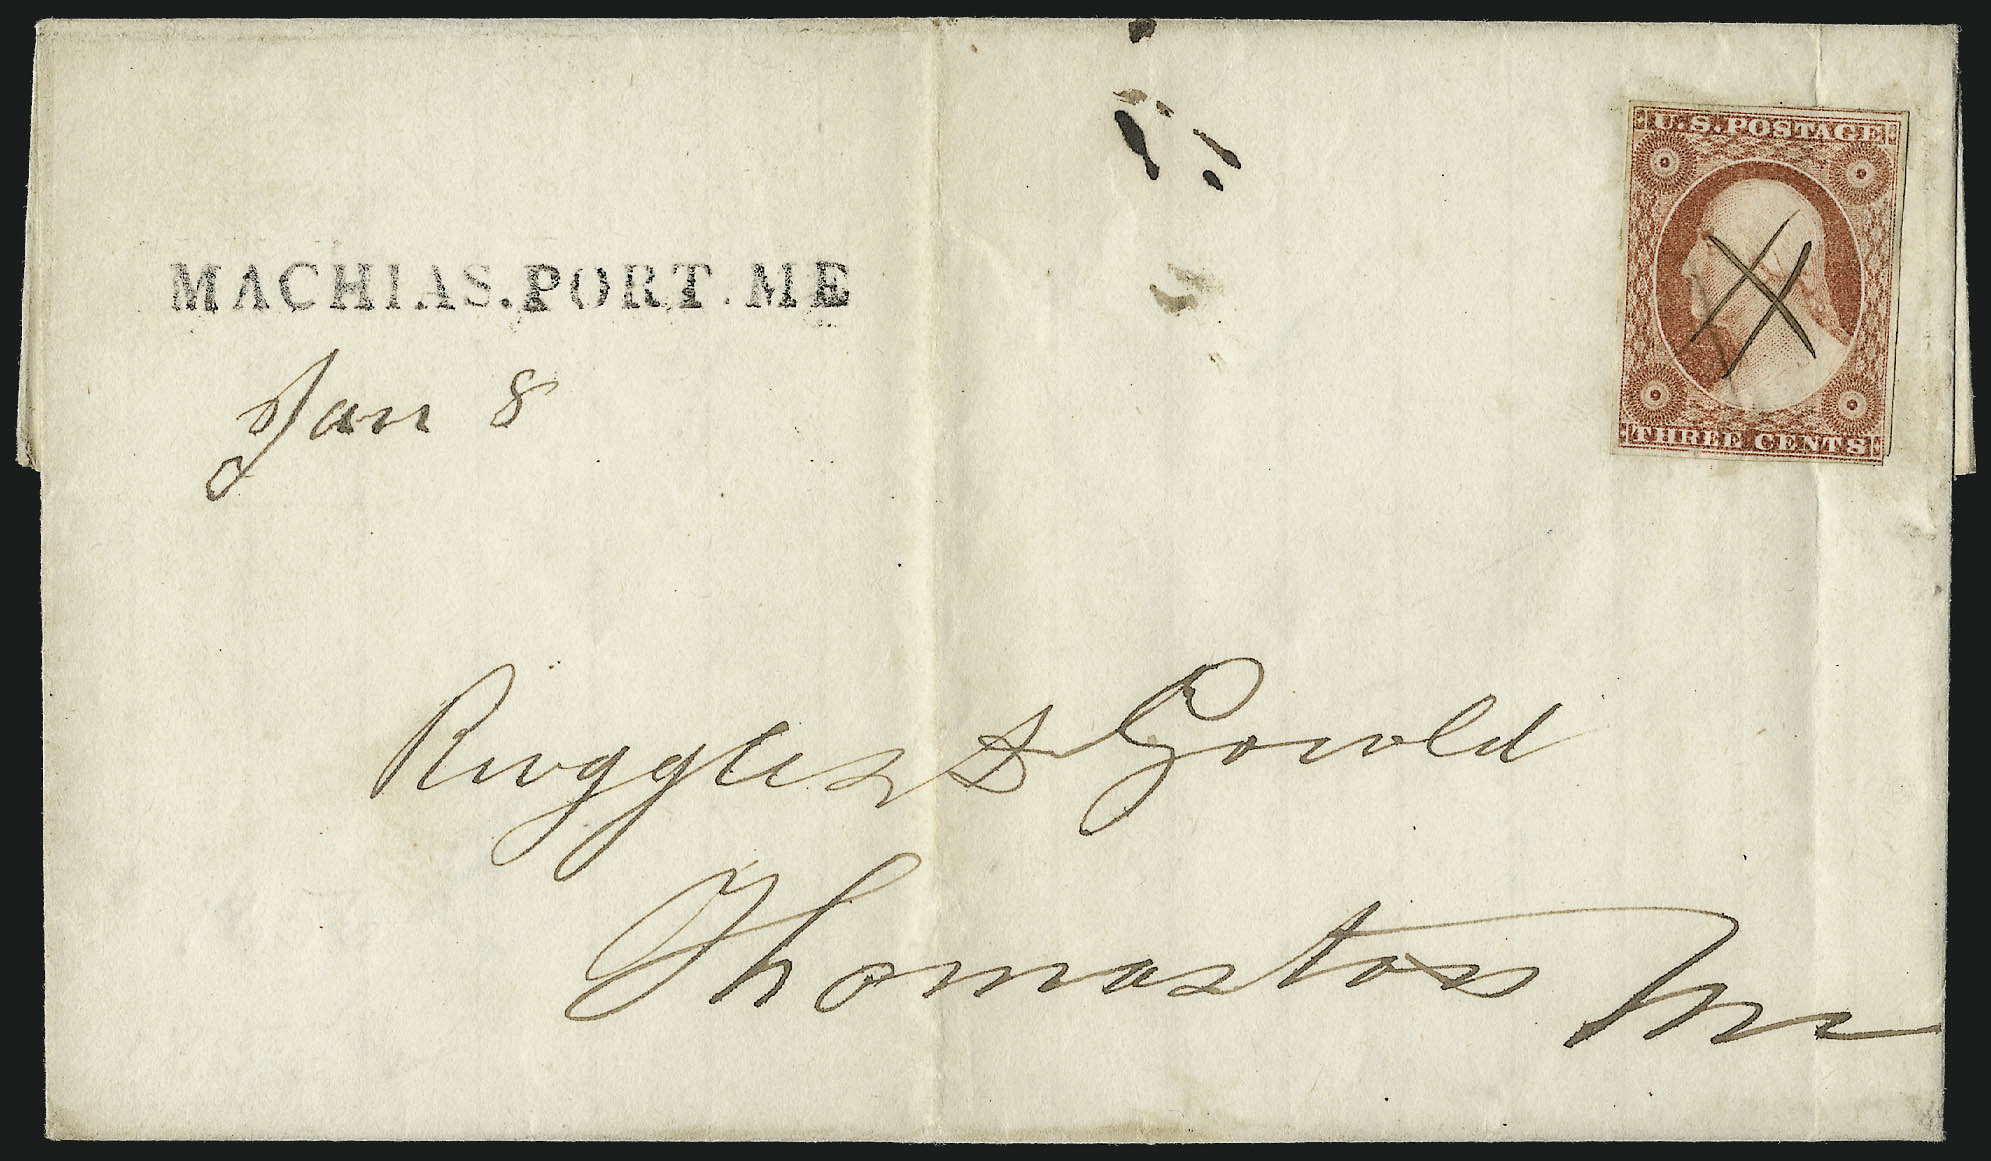 U.S. POSTAGE
THREE CENTS
MACHIAS.PORT.ME
Jan 8
Ruggles & Gould
Thomaston Me